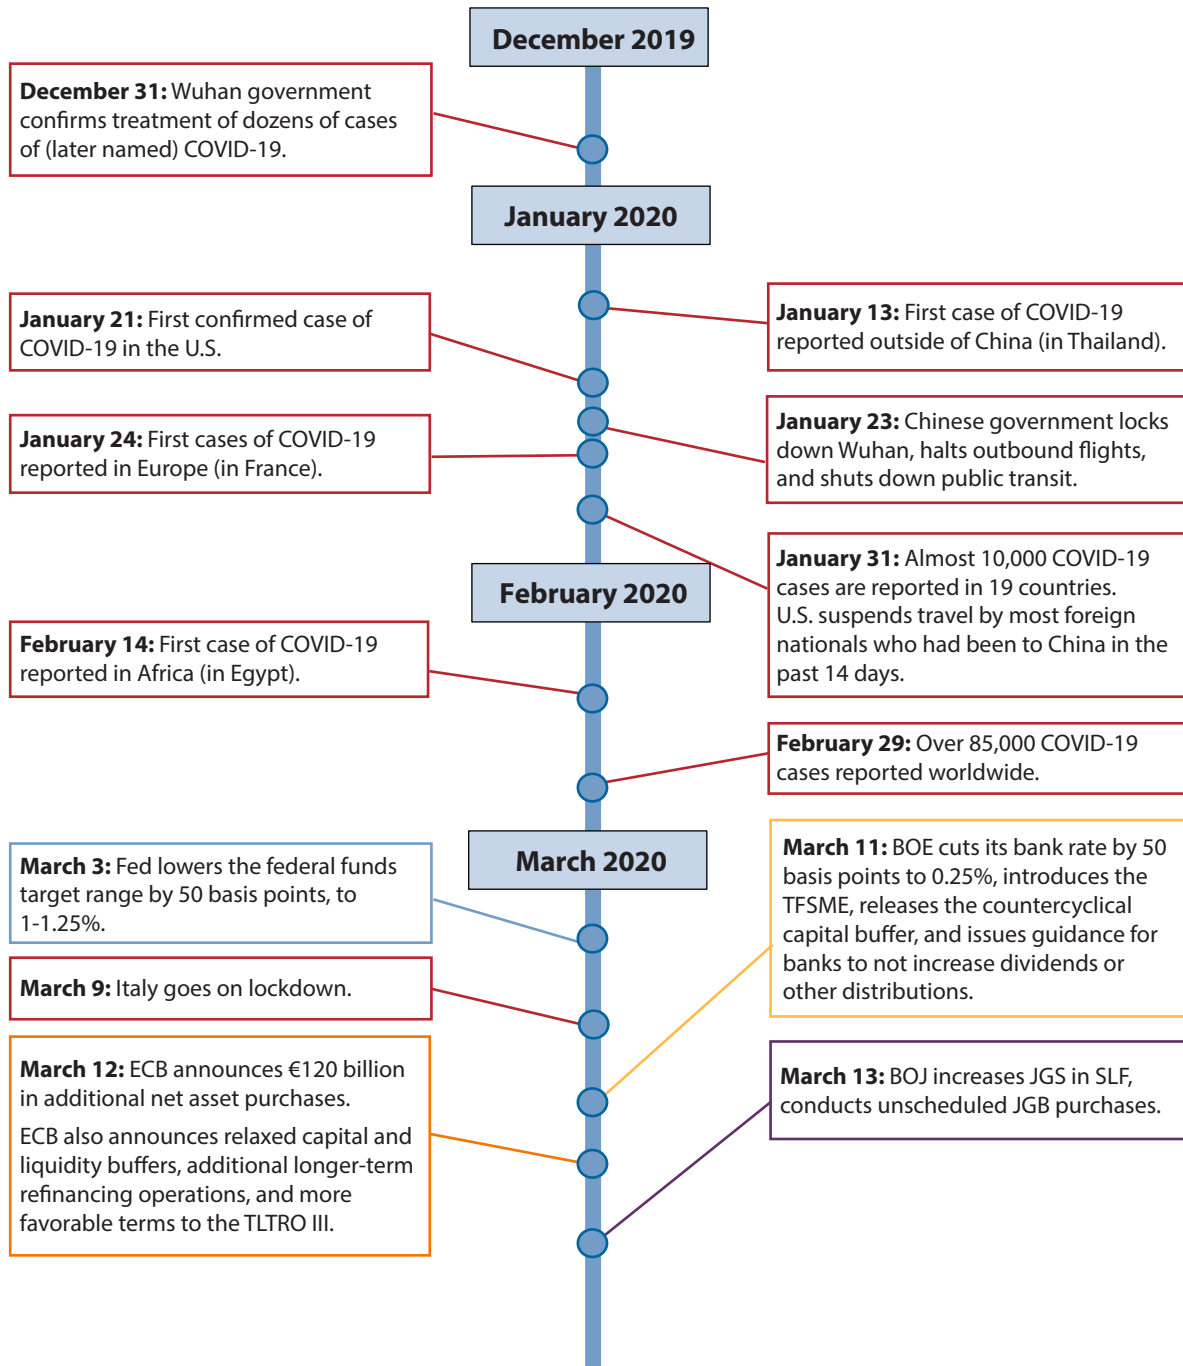 December 2019
December 31: Wuhan government
confirms treatment of dozens of cases
of (later named) COVID-19.
January 2020
January 13: First case of COVID-19
reported outside of China (in Thailand).
January 21: First confirmed case of
COVID-19 in the U.S.
January 23: Chinese government locks
down Wuhan, halts outbound flights,
and shuts down public transit.
January 24: First cases of COVID-19
reported in Europe (in France).
January 31: Almost 10,000 COVID-19
cases are reported in 19 countries.
U.S. suspends travel by most foreign
nationals who had been to China in the
past 14 days.
February 2020
February 14: First case of COVID-19
reported in Africa (in Egypt).
February 29: Over 85,000 COVID-19
cases reported worldwide.
March 2020
March 3: Fed lowers the federal funds
target range by 50 basis points, to
1-1.25%.
March 9: Italy goes on lockdown.
March 11: BOE cuts its bank rate by 50
basis points to 0.25%, introduces the
TFSME, releases the countercyclical
capital buffer, and issues guidance for
banks to not increase dividends or
other distributions.
March 12: ECB announces €120 billion
in additional net asset purchases.
ECB also announces relaxed capital and
liquidity buffers, additional longer-term
refinancing operations, and more
favorable terms to the TLTRO III.
March 13: BOJ increases JGS in SLF,
conducts unscheduled JGB purchases.